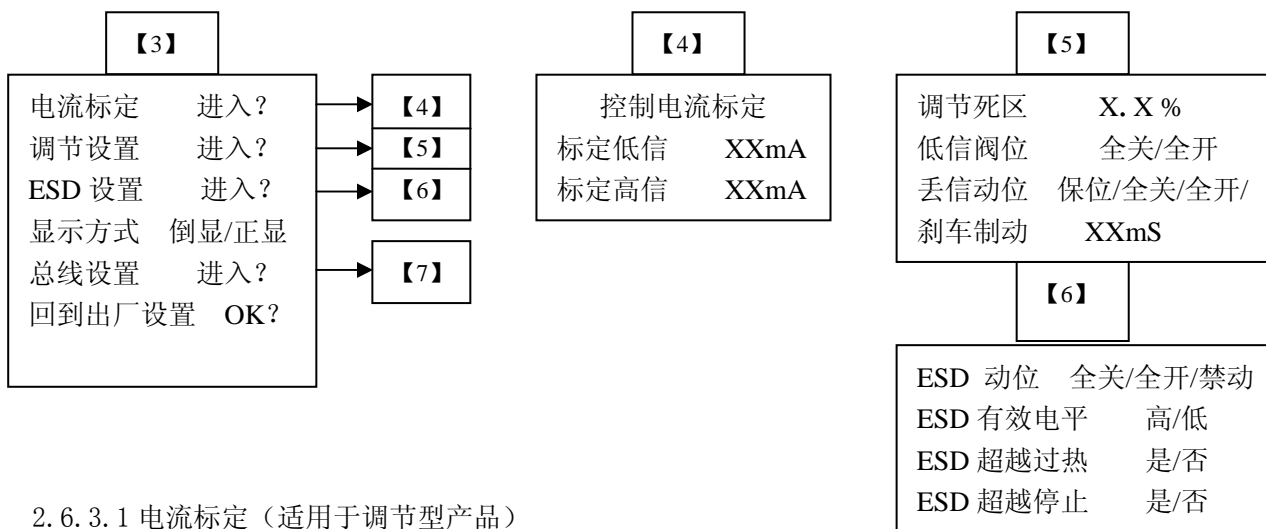 【3】
电流标定 进入？
调节设置 进入？
ESD 设置 进入？
显示方式 倒显/正显
总线设置 进入？
回到出厂设置 OK？
【4】
【5】
【6】
【7】
【4】
控制电流标定
标定低信 XXmA
标定高信 XXmA
【5】
调节死区 X.X %
低信阀位 全关/全开
丢信动位 保位/全关/全开/
刹车制动 XXmS
【6】
ESD 动位 全关/全开/禁动
ESD 有效电平 高/低
ESD 超越过热 是/否
ESD 超越停止 是/否
2.6.3.1 电流标定（适用于调节型产品）